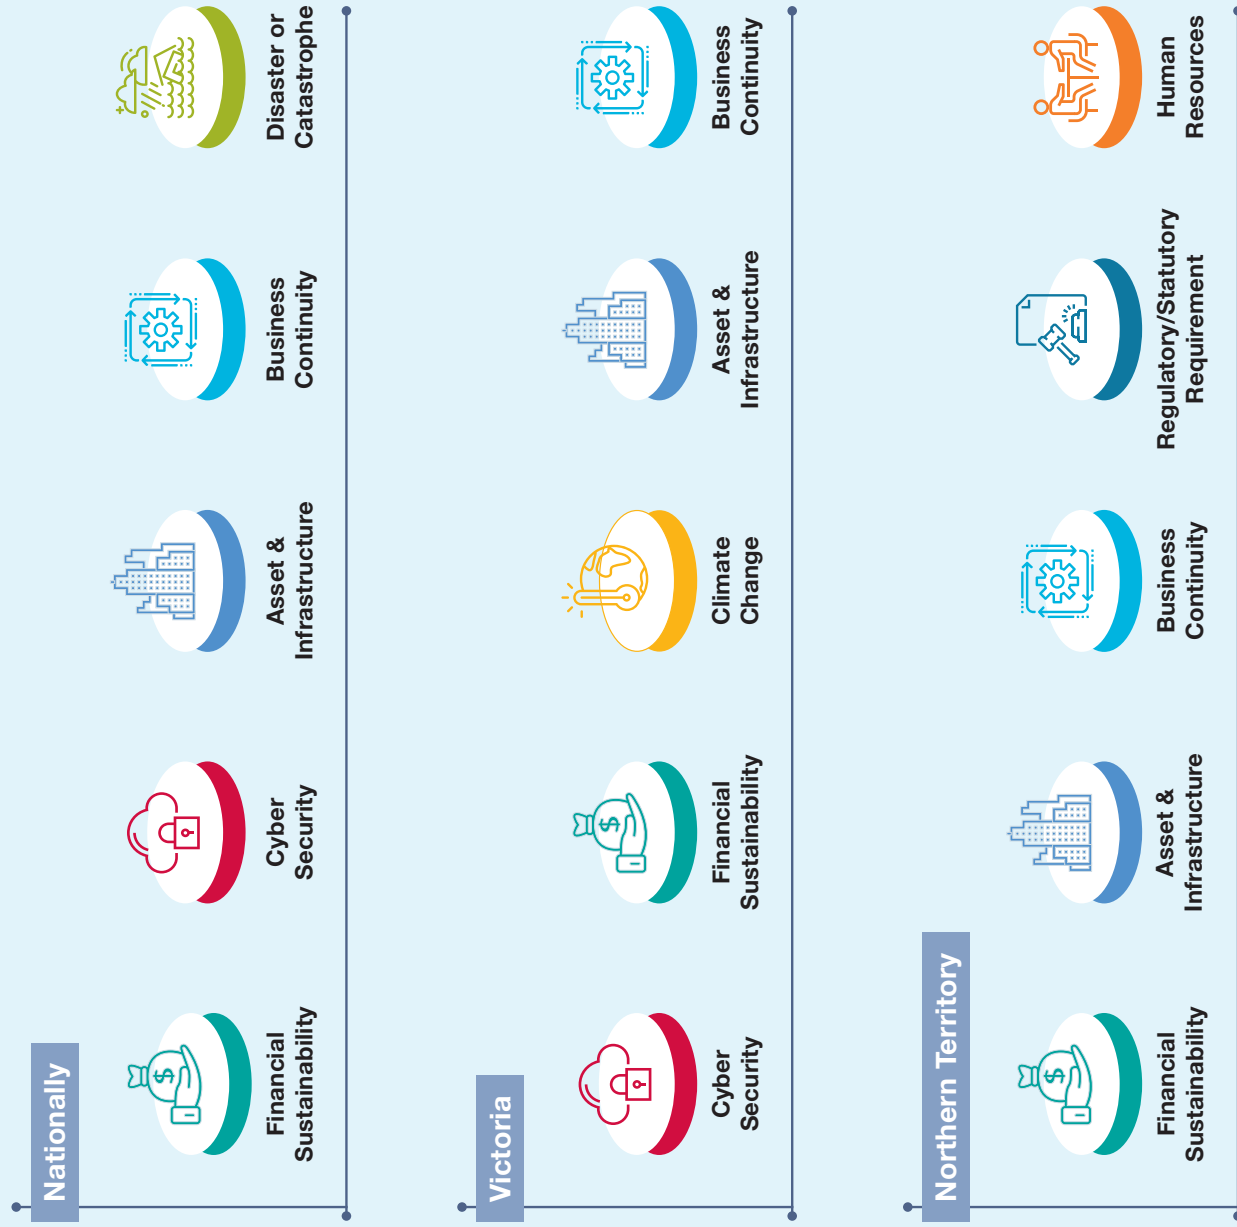 Nationally
Financial
Sustainability
Cyber
Security
Asset &
Infrastructure
Business
Continuity
Disaster or
Catastrophe
Victoria
Cyber
Security
Financial
Sustainability
Climate
Change
Asset &
Infrastructure
Business
Continuity
Northern Territory
Financial
Sustainability
Asset &
Infrastructure
Business
Continuity
Regulatory/Statutory
Requirement
Human
Resources